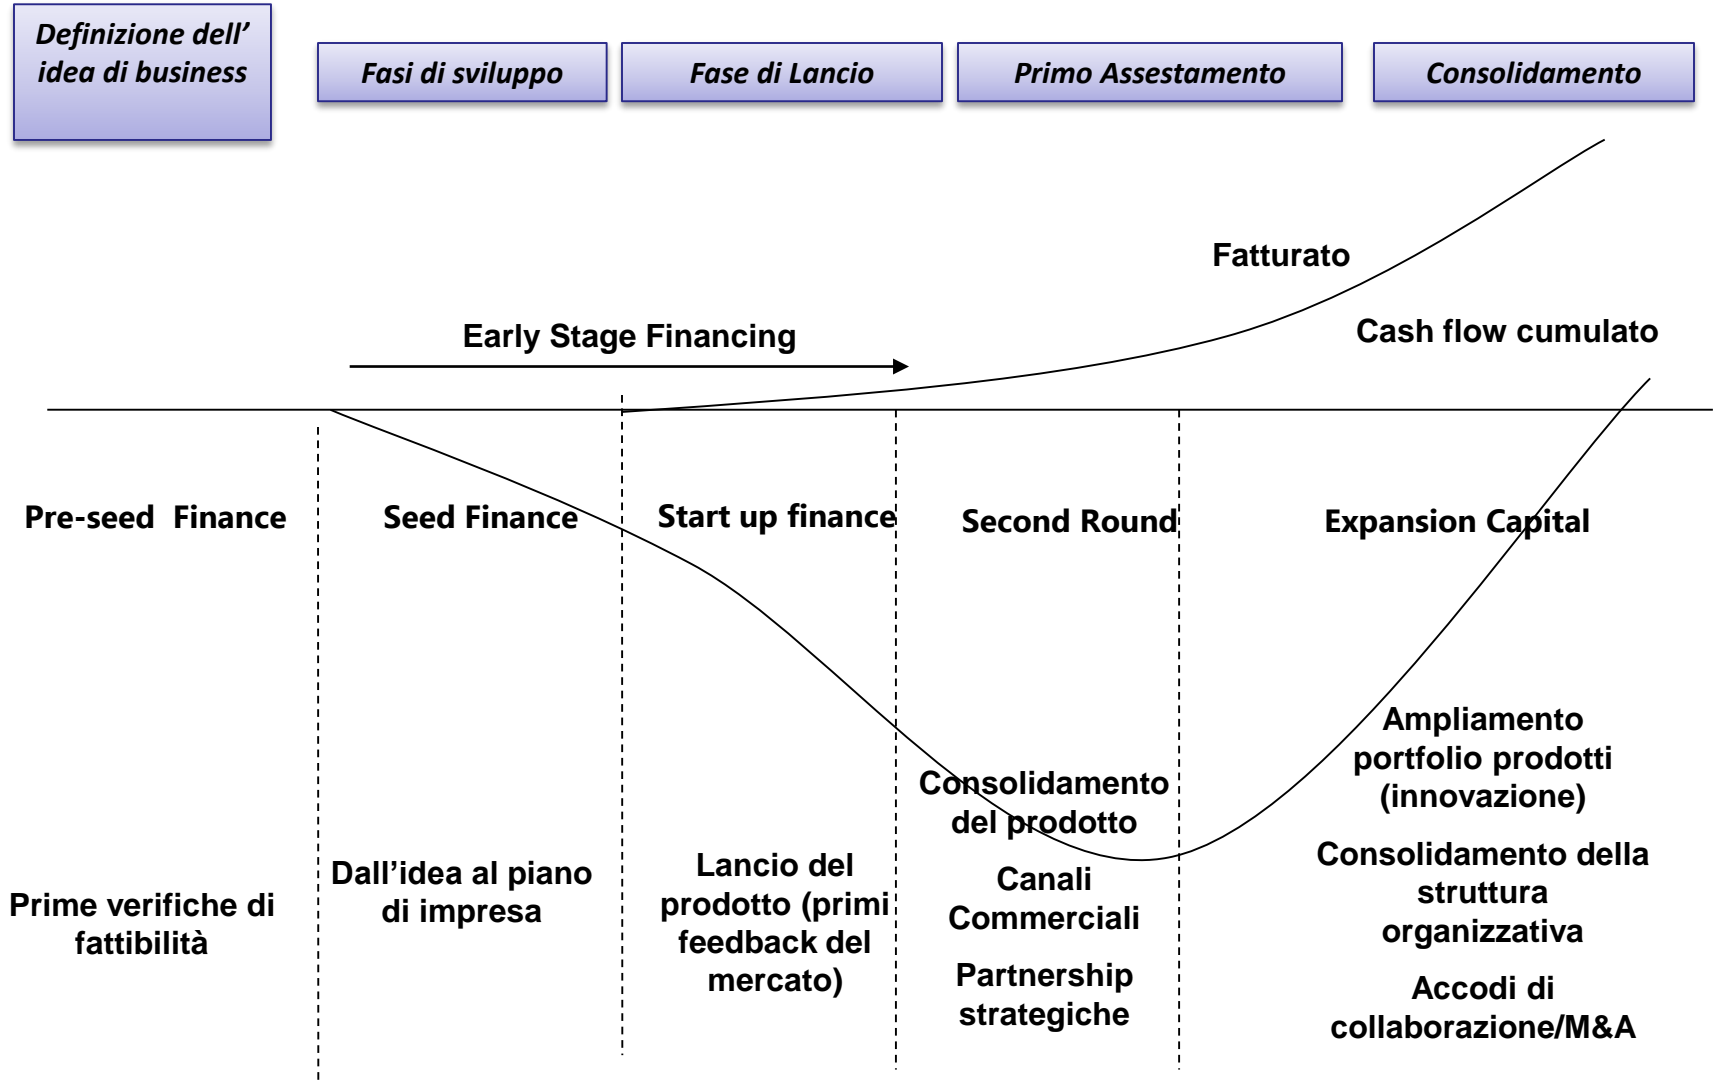 Definizione dell’
idea di business
Fasi di sviluppo
Fase di Lancio
Primo Assestamento
Consolidamento
Fatturato
Early Stage Financing
Cash flow cumulato
Pre-seed Finance
Seed Finance
Start up finance
Second Round
Expansion Capital
Prime verifiche di
fattibilità
Dall’idea al piano
di impresa
Lancio del
prodotto (primi
feedback del
mercato)
Consolidamento
del prodotto
Canali
Commerciali
Partnership
strategiche
Ampliamento
portfolio prodotti
(innovazione)
Consolidamento della
struttura
organizzativa
Accodi di
collaborazione/M&A